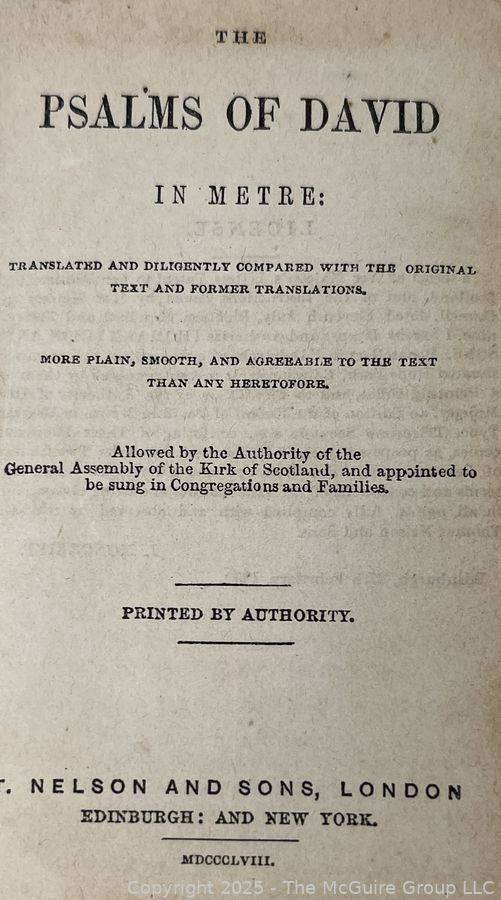 THE
PSALMS OF DAVID
IN METRE:
TRANSLATED AND DILIGENTLY COMPARED WITH THE ORIGINAL
TEXT AND FORMER TRANSLATIONS.
MORE PLAIN, SMOOTH, AND AGREEABLE TO THE TEXT
THAN ANY HERETOFORE.
Allowed by the Authority of the
General Assembly of the Kirk of Scotland, and appointed to
be sung in Congregations and Families.
PRINTED BY AUTHORITY.
T. NELSON AND SONS, LONDON
EDINBURGH: AND NEW YORK.
MDCCCLVIII.
Copyright 2025 - The McGuire Group LLC